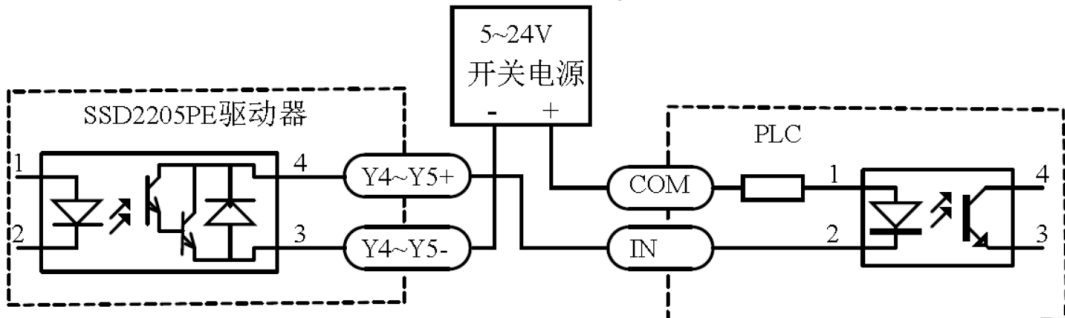 5~24V
开关电源
- +
SSD2205PE驱动器
PLC
1
4
Y4~Y5+
COM
1
4
2
3
Y4~Y5-
IN
2
3